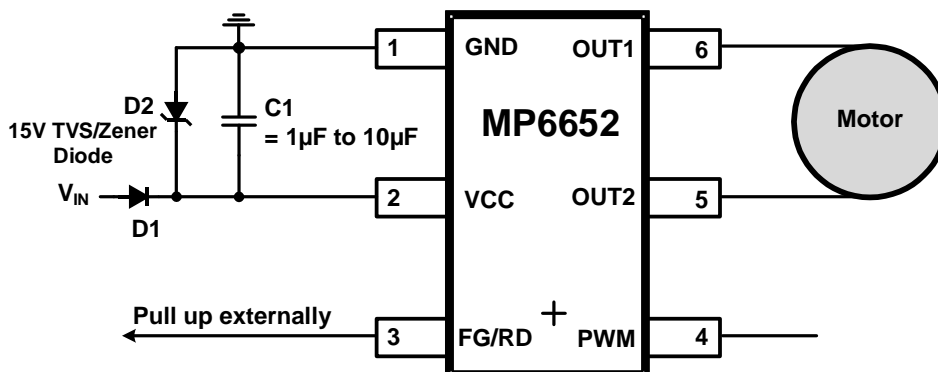 1
GND
OUT1
6
D2
15V TVS/Zener
Diode
C1
= 1µF to 10µF
MP6652
Motor
VIN
D1
2
VCC
OUT2
5
Pull up externally
3
FG/RD
PWM
4